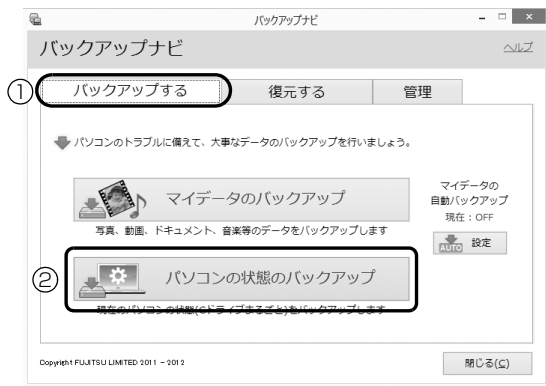 バックアップナビ
バックアップナビ
ヘルプ
① バックアップする 復元する 管理
パソコンのトラブルに備えて、大事なデータのバックアップを行いましょう。
マイデータのバックアップ
写真、動画、ドキュメント、音楽等のデータをバックアップします
マイデータの
自動バックアップ
現在：OFF
AUTO 設定
② パソコンの状態のバックアップ
現在のパソコンの状態(Cドライブまるごと)をバックアップします
Copyright FUJITSU LIMITED 2011 - 2012
閉じる(C)